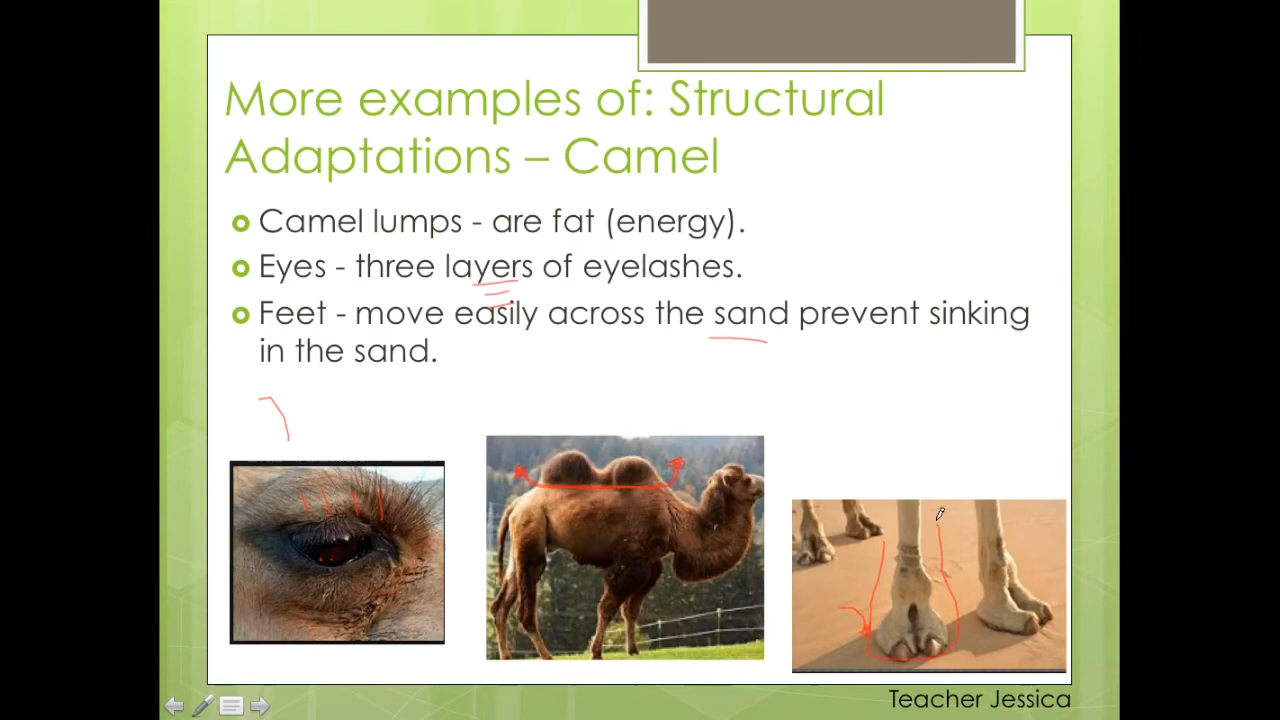 More examples of: Structural
Adaptations – Camel
Camel lumps - are fat (energy).
Eyes - three layers of eyelashes.
Feet - move easily across the sand prevent sinking
in the sand.
Teacher Jessica